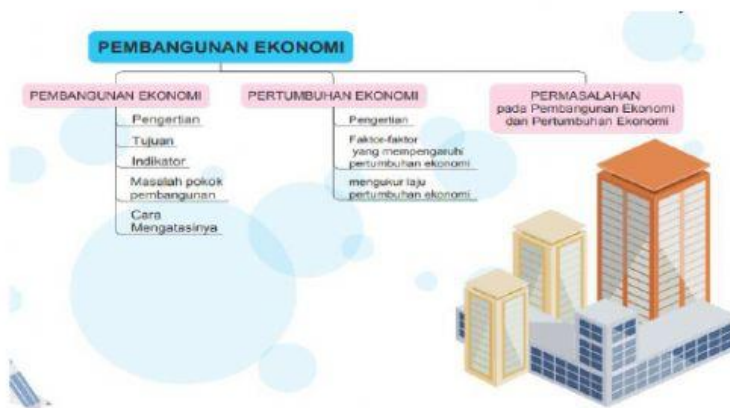 PEMBANGUNAN EKONOMI
PEMBANGUNAN EKONOMI
Pengertian
Tujuan
Indikator
Masalah pokok
pembangunan
Cara
Mengatasinya
PERTUMBUHAN EKONOMI
Pengertian
Faktor-faktor
yang mempengaruhi
pertumbuhan ekonomi
mengukur laju
pertumbuhan ekonomi
PERMASALAHAN
pada Pembangunan Ekonomi
dan Pertumbuhan Ekonomi